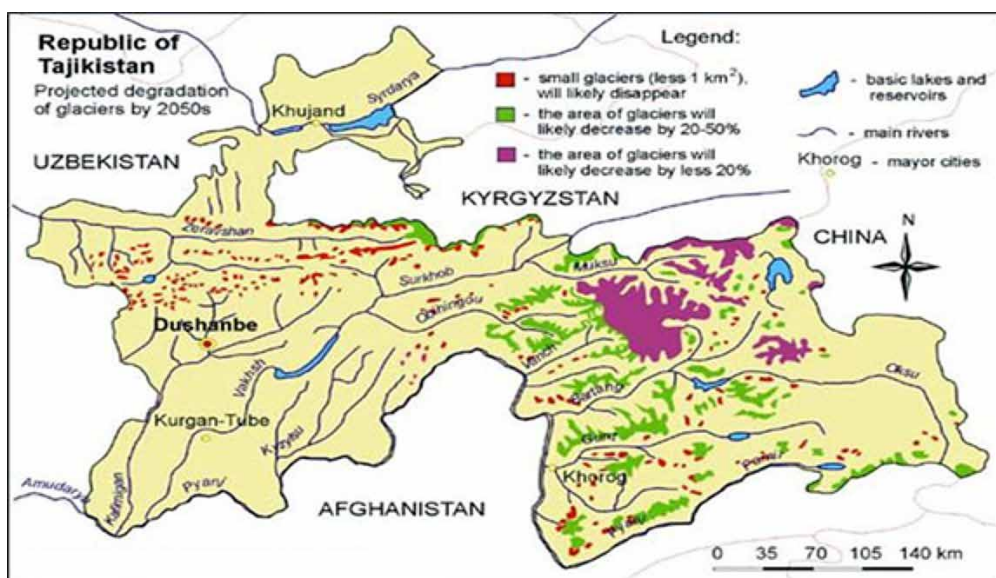 Republic of
Tajikistan
Projected degradation
of glaciers by 2050s
Legend:
- small glaciers (less 1 km²),
will likely disappear
- the area of glaciers will
likely decrease by 20-50%
- the area of glaciers will
likely decrease by less 20%
- basic lakes and
reservoirs
- main rivers
Khorog - mayor cities
Khujand
Syrdarya
UZBEKISTAN
KYRGYZSTAN
CHINA
N
Zeravshan
Surkhob
Muksu
Obihingou
Dushanbe
Vanch
Vakhsh
Bartang
Oksu
Kurgan-Tube
Kyzylsu
Gunt
Pamir
Khorog
Amudarya
Kafirnigan
Pyanj
Pyanj
AFGHANISTAN
0 35 70 105 140 km